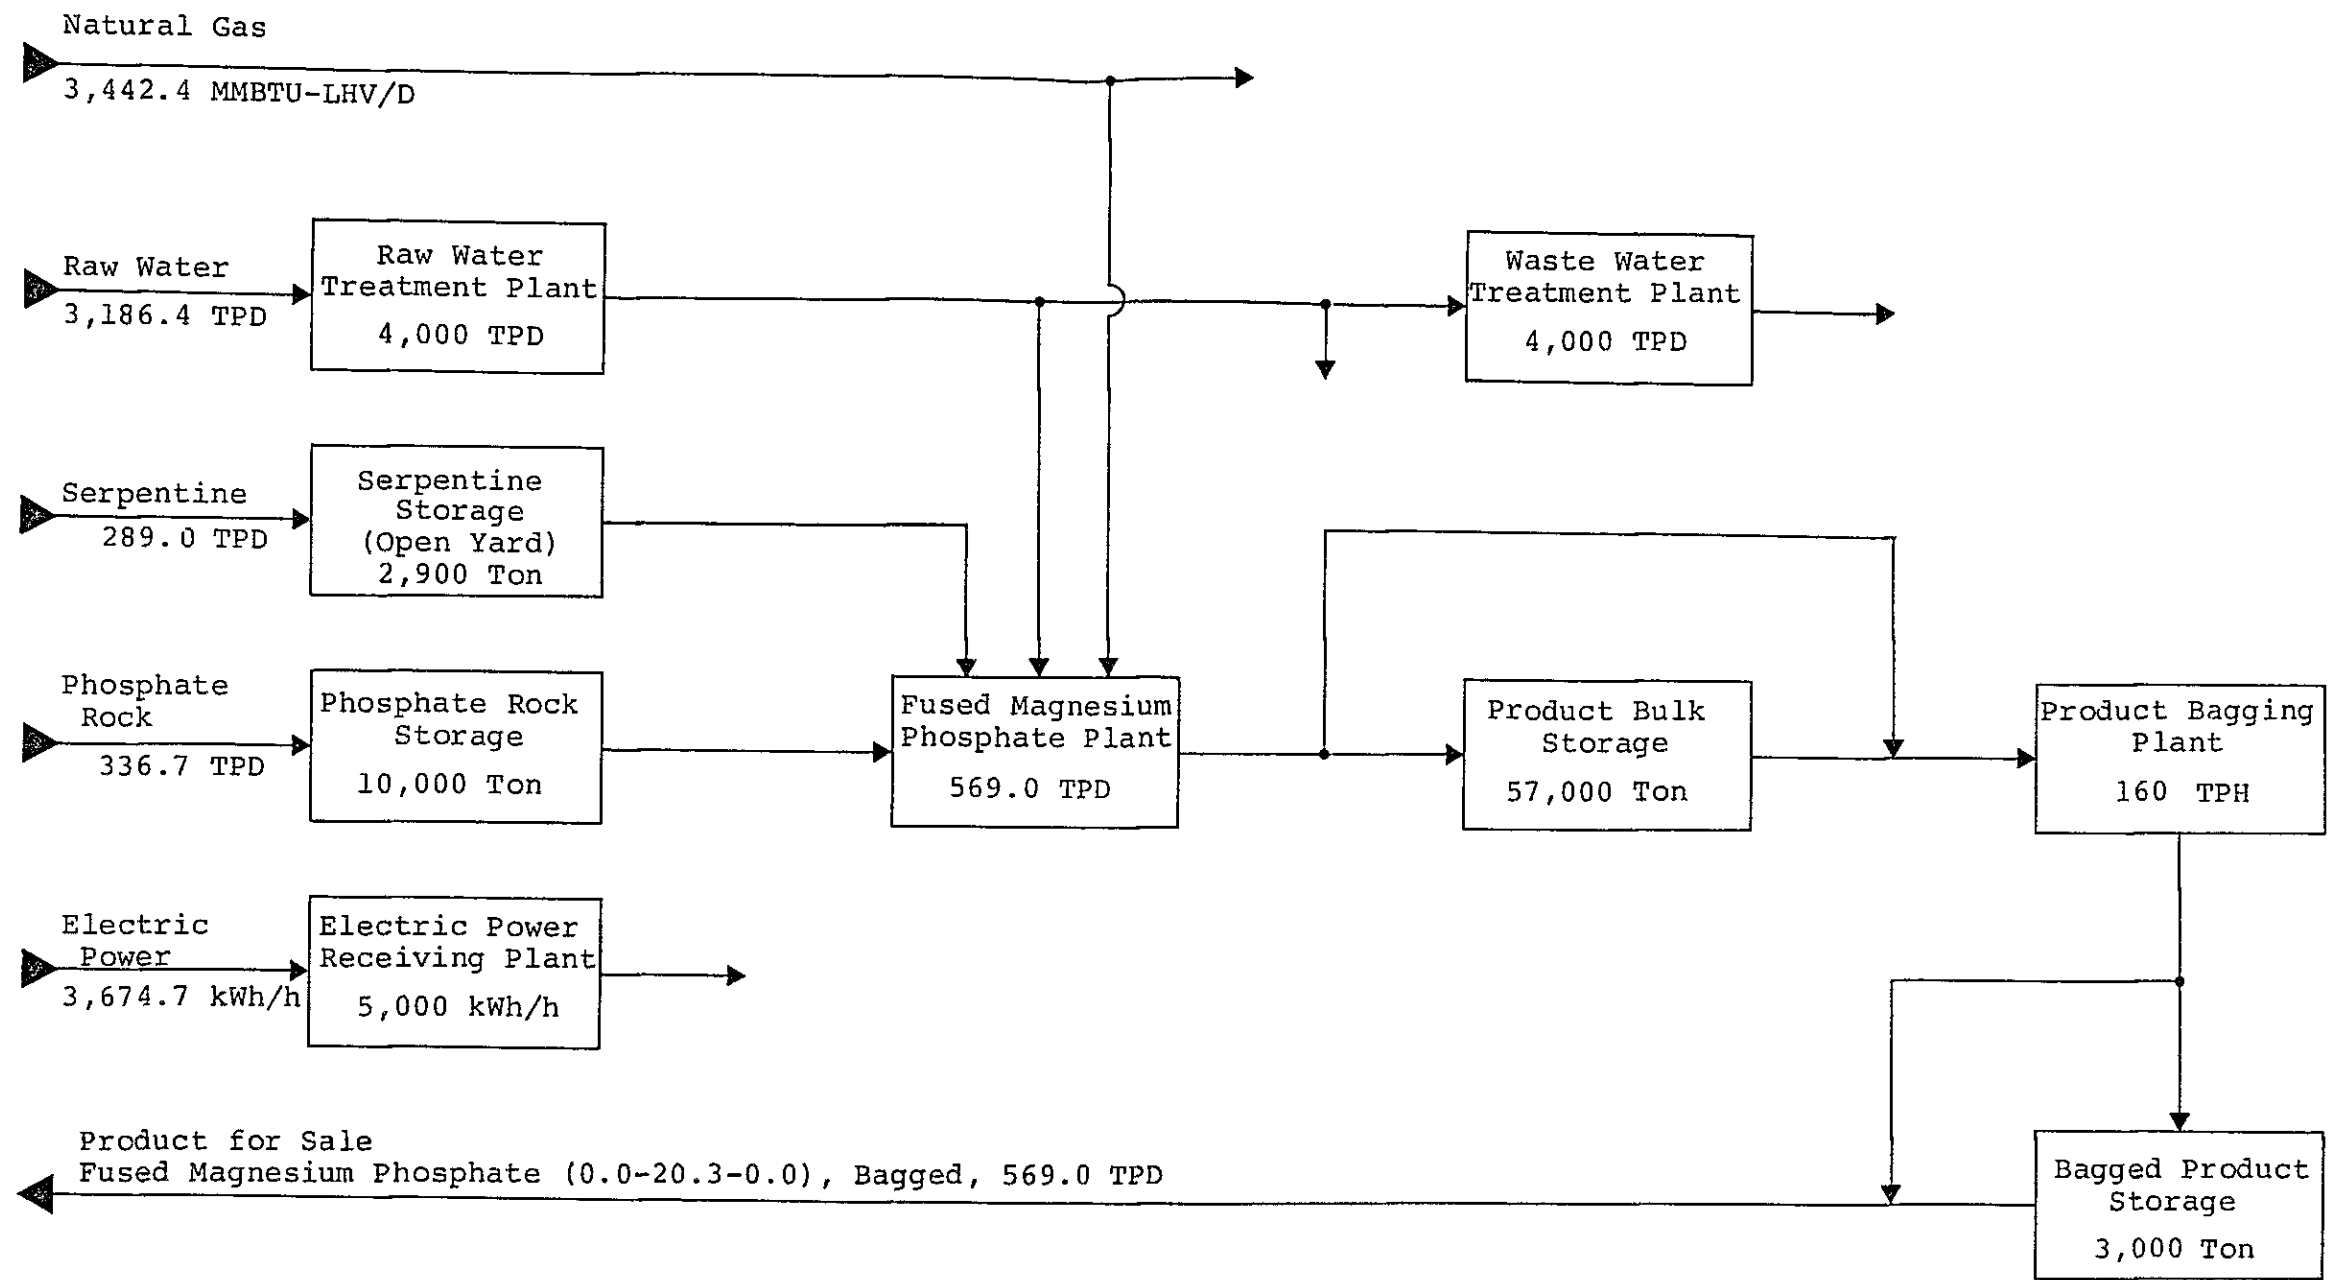 Natural Gas
3,442.4 MMBTU-LHV/D
Raw Water
3,186.4 TPD
Raw Water
Treatment Plant
4,000 TPD
Waste Water
Treatment Plant
4,000 TPD
Serpentine
289.0 TPD
Serpentine
Storage
(Open Yard)
2,900 Ton
Phosphate
Rock
336.7 TPD
Phosphate Rock
Storage
10,000 Ton
Fused Magnesium
Phosphate Plant
569.0 TPD
Product Bulk
Storage
57,000 Ton
Product Bagging
Plant
160 TPH
Electric
Power
3,674.7 kWh/h
Electric Power
Receiving Plant
5,000 kWh/h
Product for Sale
Fused Magnesium Phosphate (0.0-20.3-0.0), Bagged, 569.0 TPD
Bagged Product
Storage
3,000 Ton